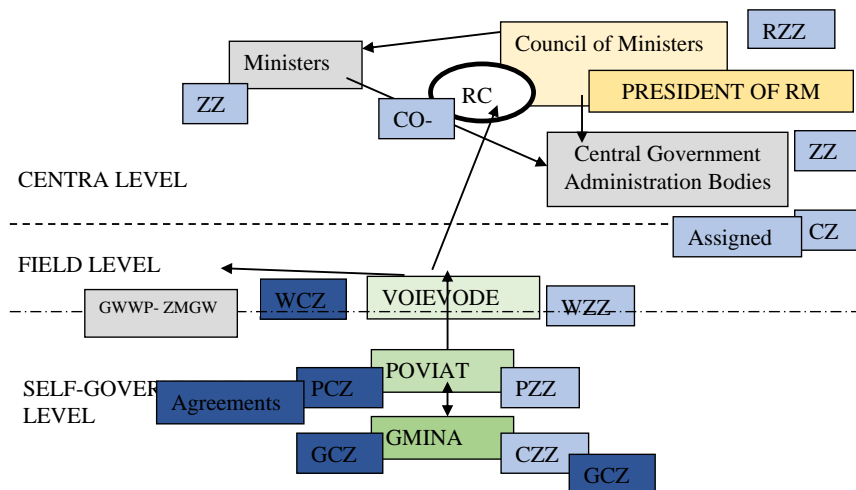 Council of Ministers
RZZ
Ministers
PRESIDENT OF RM
RC
ZZ
CO-
Central Government
Administration Bodies
ZZ
CENTRA LEVEL
Assigned
CZ
FIELD LEVEL
WCZ
VOIEVODE
WZZ
GWWP- ZMGW
POVIAT
PCZ
PZZ
SELF-GOVER
LEVEL
Agreements
GMINA
GCZ
CZZ
GCZ